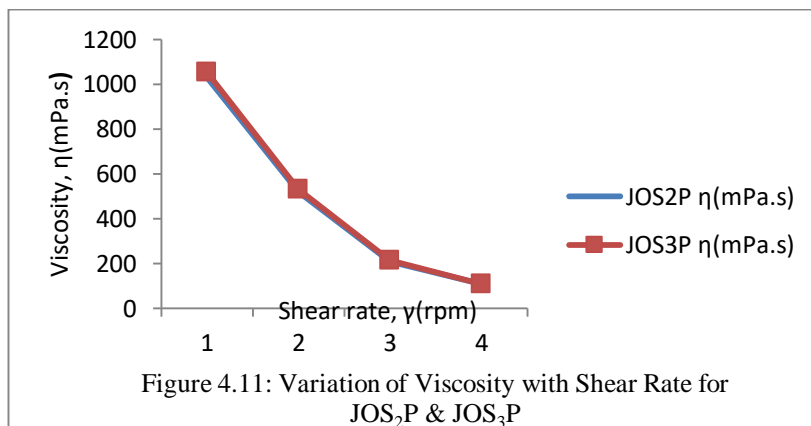 1200
1000
800
600
400
200
0
Viscosity, η(mPa.s)
Shear rate, γ(rpm)
1 2 3 4
JOS2P η(mPa.s)
JOS3P η(mPa.s)
Figure 4.11: Variation of Viscosity with Shear Rate for
JOS₂P & JOS₃P